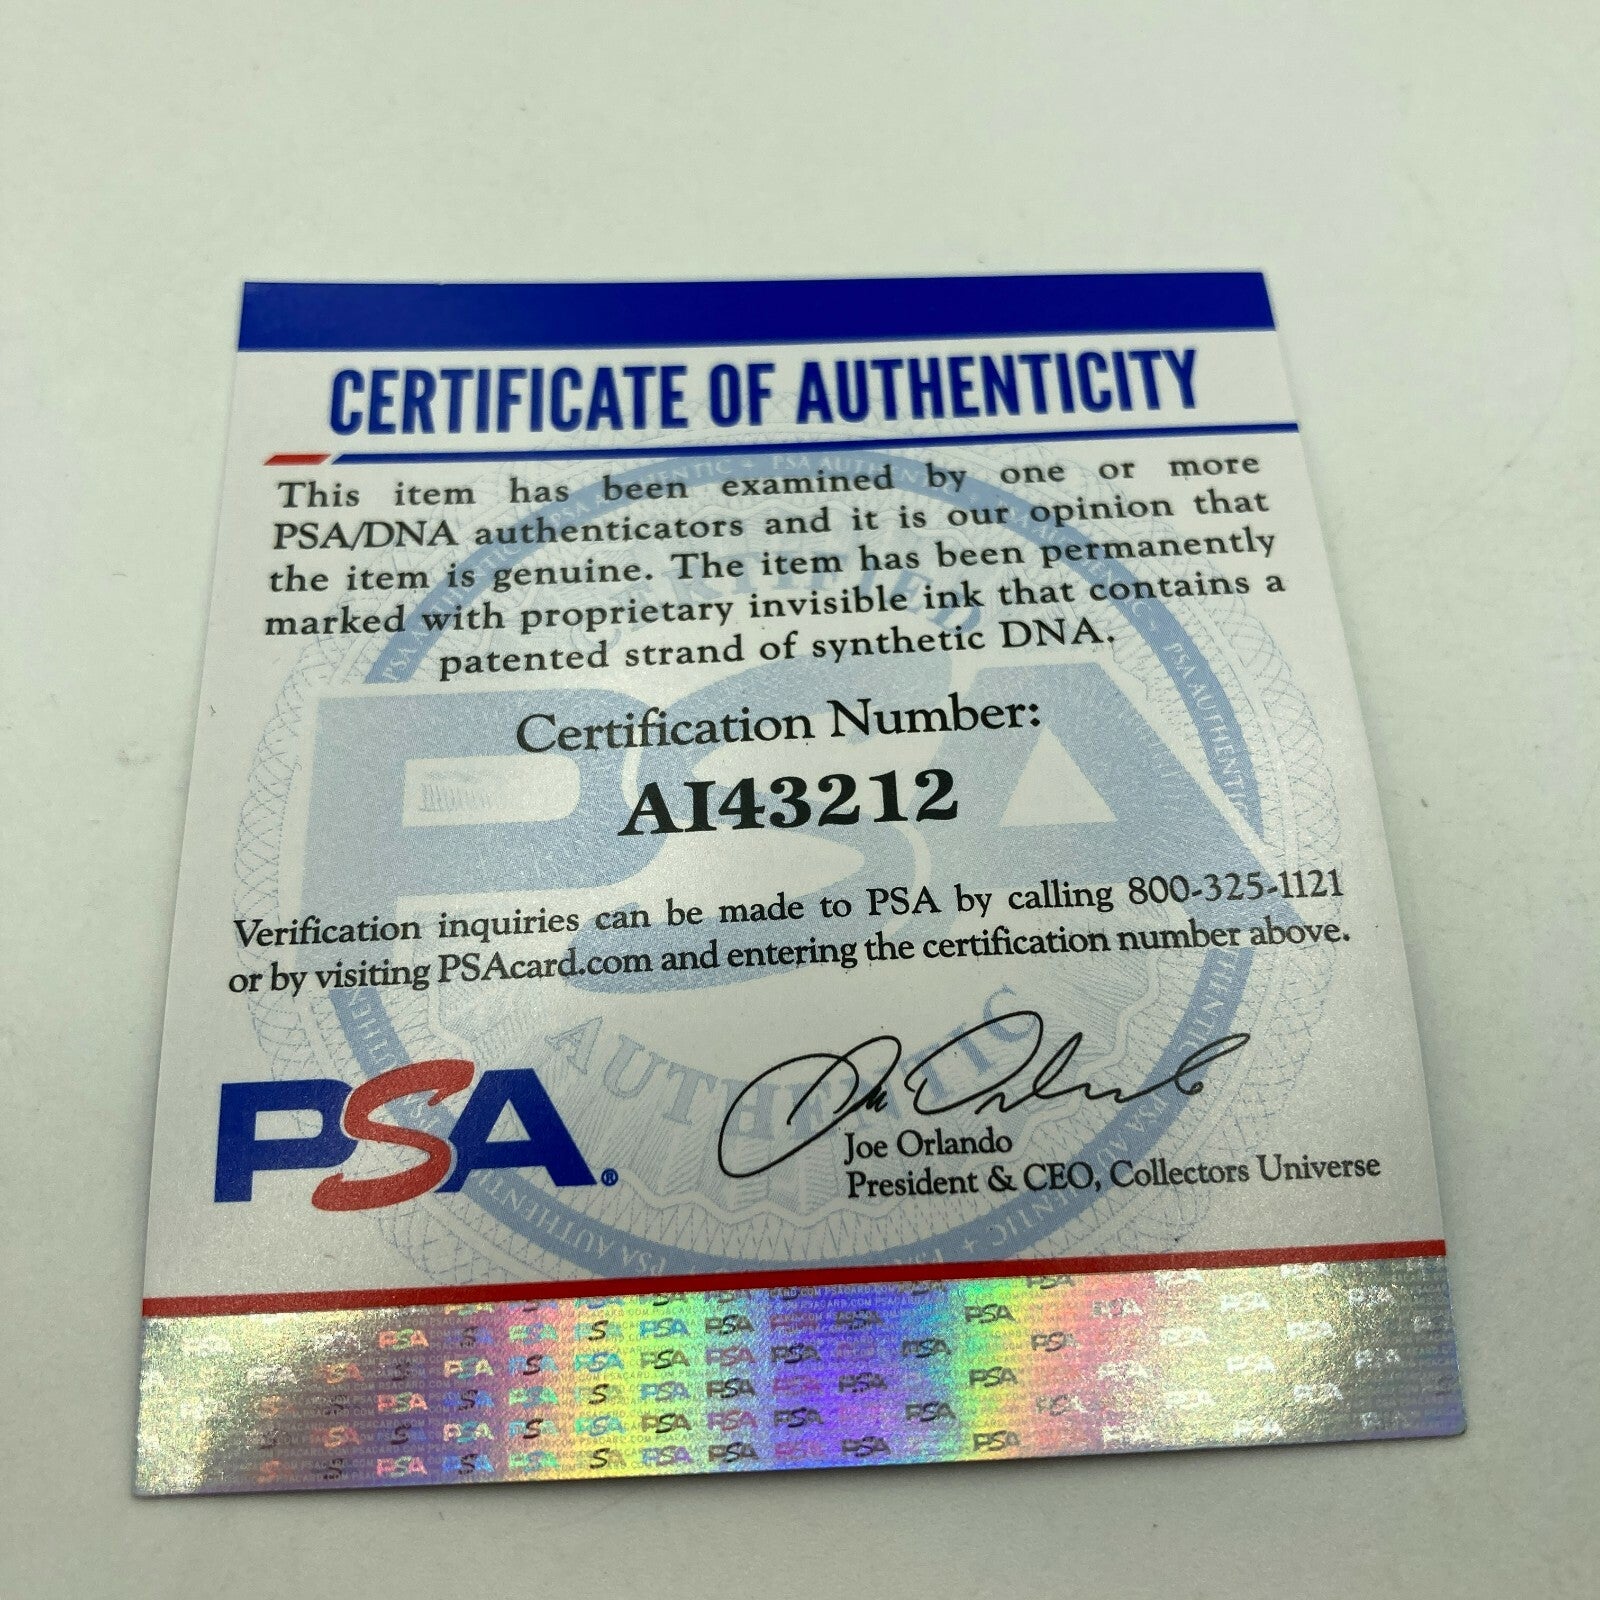 CERTIFICATE OF AUTHENTICITY
This item has been examined by one or more
PSA/DNA authenticators and it is our opinion that
the item is genuine. The item has been permanently
marked with proprietary invisible ink that contains a
patented strand of synthetic DNA.
Certification Number:
AI43212
Verification inquiries can be made to PSA by calling 800-325-1121
or by visiting PSAcard.com and entering the certification number above.
PSA®
Joe Orlando
President & CEO, Collectors Universe
CERTIFIED
PSA
AUTHENTIC